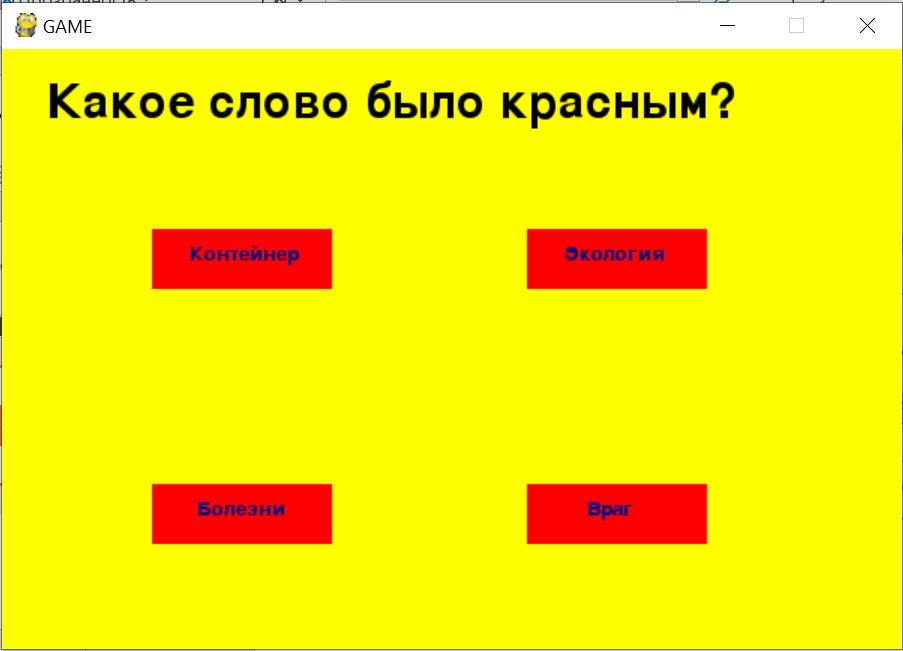 GAME
Какое слово было красным?
Контейнер
Экология
Болезни
Враг